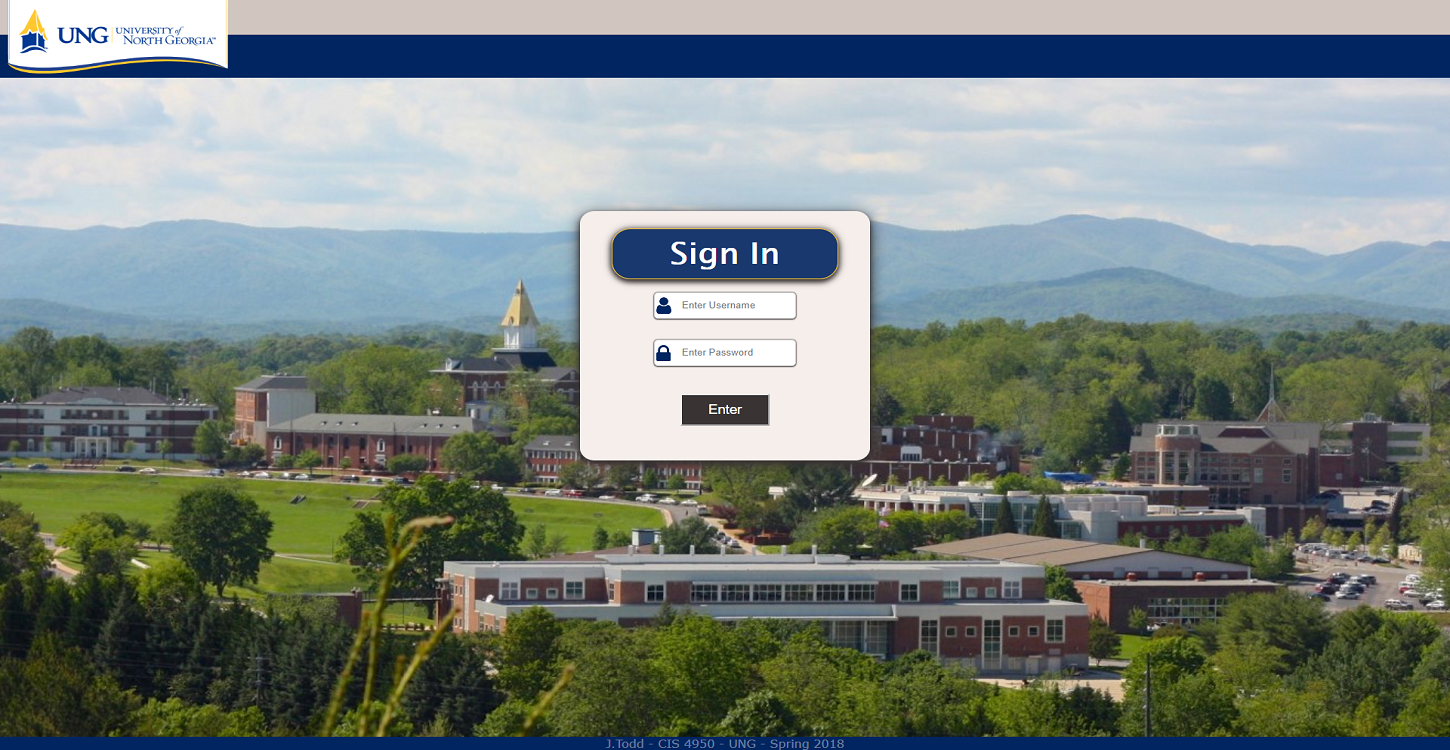 UNG UNIVERSITY of
NORTH GEORGIA™
Sign In
Enter Username
Enter Password
Enter
J.Todd - CIS 4950 - UNG - Spring 2018